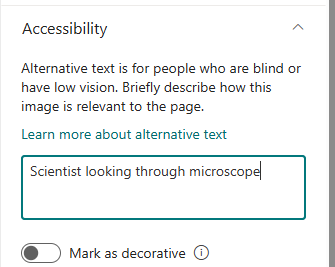 Accessibility
Alternative text is for people who are blind or
have low vision. Briefly describe how this
image is relevant to the page.
Learn more about alternative text
Scientist looking through microscope
Mark as decorative